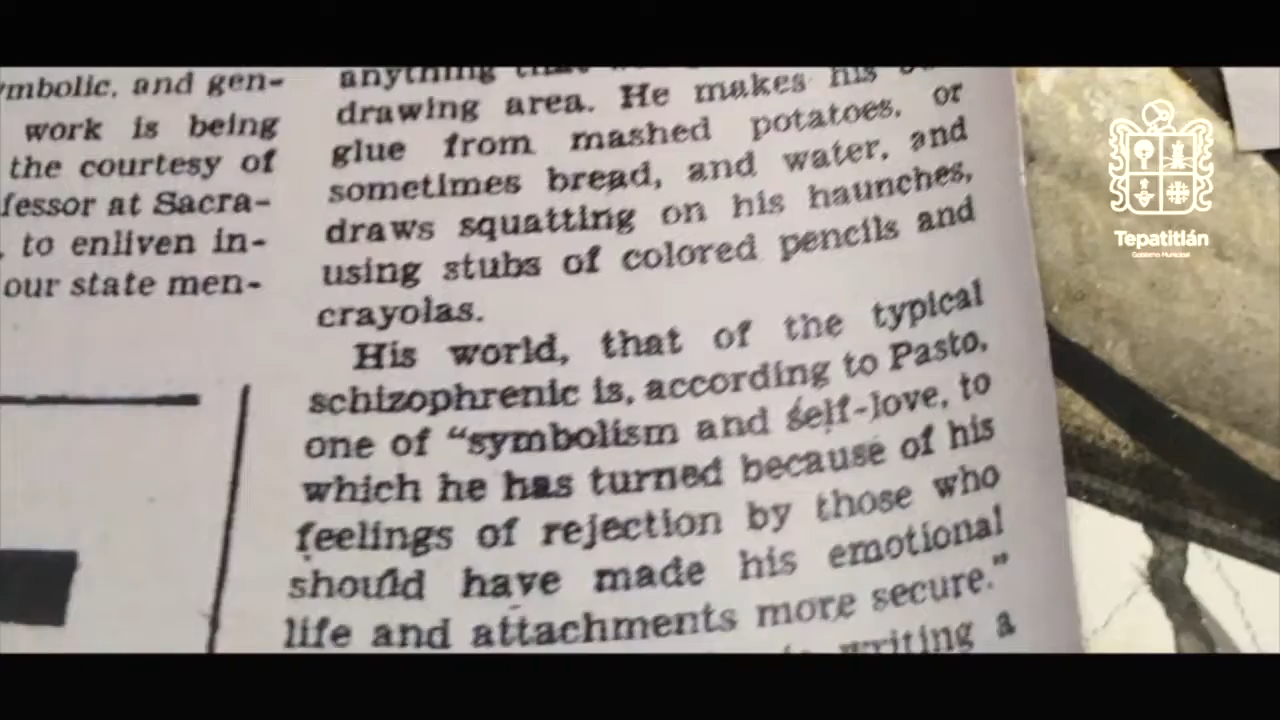 ymbolic, and gen-
work is being
the courtesy of
fessor at Sacra-
, to enliven in-
our state men-
anything
drawing area. He makes his
glue from mashed potatoes, or
sometimes bread, and water, and
draws squatting on his haunches,
using stubs of colored pencils and
crayolas.
His world, that of the typical
schizophrenic is, according to Pasto,
one of “symbolism and self-love, to
which he has turned because of his
feelings of rejection by those who
should have made his emotional
life and attachments more secure.”
writing a
Tepatitlán
Gobierno Municipal